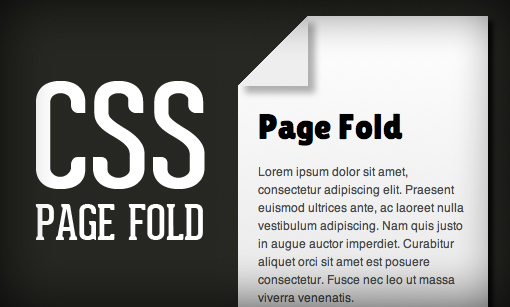 CSS
PAGE FOLD
Page Fold
Lorem ipsum dolor sit amet,
consectetur adipiscing elit. Praesent
euismod ultrices ante, ac laoreet nulla
vestibulum adipiscing. Nam quis justo
in augue auctor imperdiet. Curabitur
aliquet orci sit amet est posuere
consectetur. Fusce nec leo ut massa
viverra venenatis.